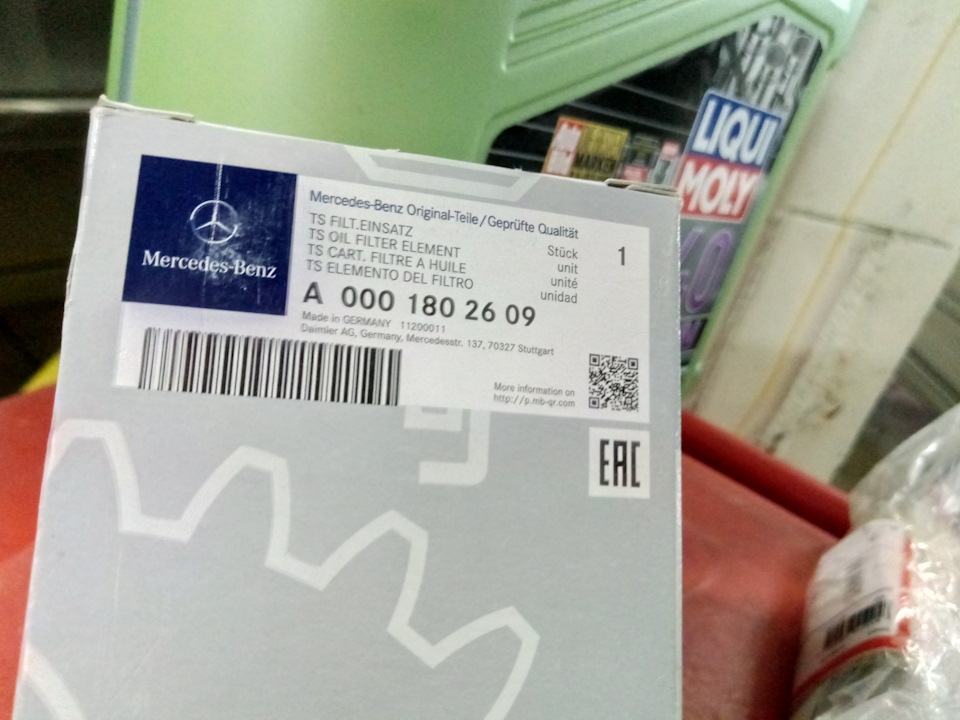 LIQUI
MOLY
Mercedes-Benz
Mercedes-Benz Original-Teile/Geprüfte Qualität
TS FILT.EINSATZ
TS OIL FILTER ELEMENT
TS CART. FILTRE A HUILE
TS ELEMENTO DEL FILTRO
Stück
unit
unité
unidad
1
A 000 180 26 09
Made in GERMANY 11200011
Daimler AG, Germany, Mercedesstr. 137, 70327 Stuttgart
More information on
http://p.mb-qr.com
EAC